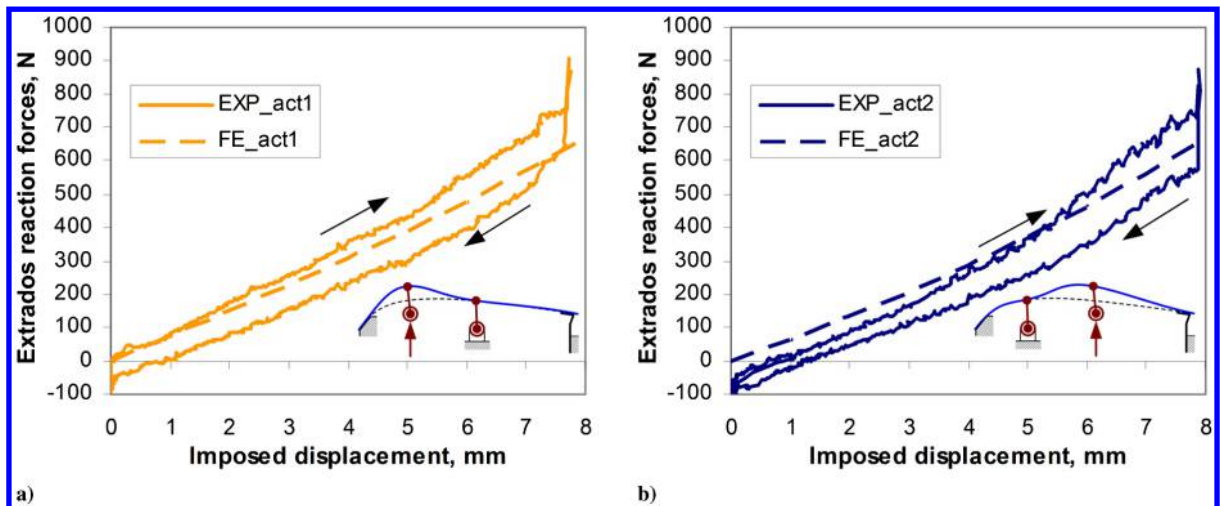 1000
900
800
700
600
500
400
300
200
100
0
-100
0 1 2 3 4 5 6 7 8
Extrados reaction forces, N
Imposed displacement, mm
EXP_act1
FE_act1
a)
1000
900
800
700
600
500
400
300
200
100
0
-100
0 1 2 3 4 5 6 7 8
Extrados reaction forces, N
Imposed displacement, mm
EXP_act2
FE_act2
b)